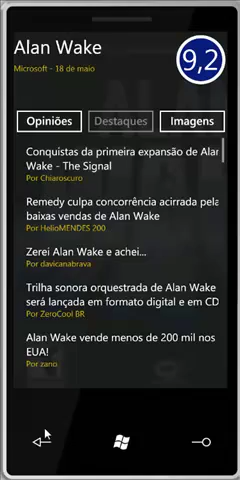 Alan Wake
9,2
Microsoft - 18 de maio
Opiniões
Destaques
Imagens
Conquistas da primeira expansão de Alan
Wake - The Signal
Por Chiaroscuro
Remedy culpa concorrência acirrada pela
baixas vendas de Alan Wake
Por HelioMENDES 200
Zerei Alan Wake e achei...
Por davicanabrava
Trilha sonora orquestrada de Alan Wake
será lançada em formato digital e em CD
Por ZeroCool BR
Alan Wake vende menos de 200 mil nos
EUA!
Por zano